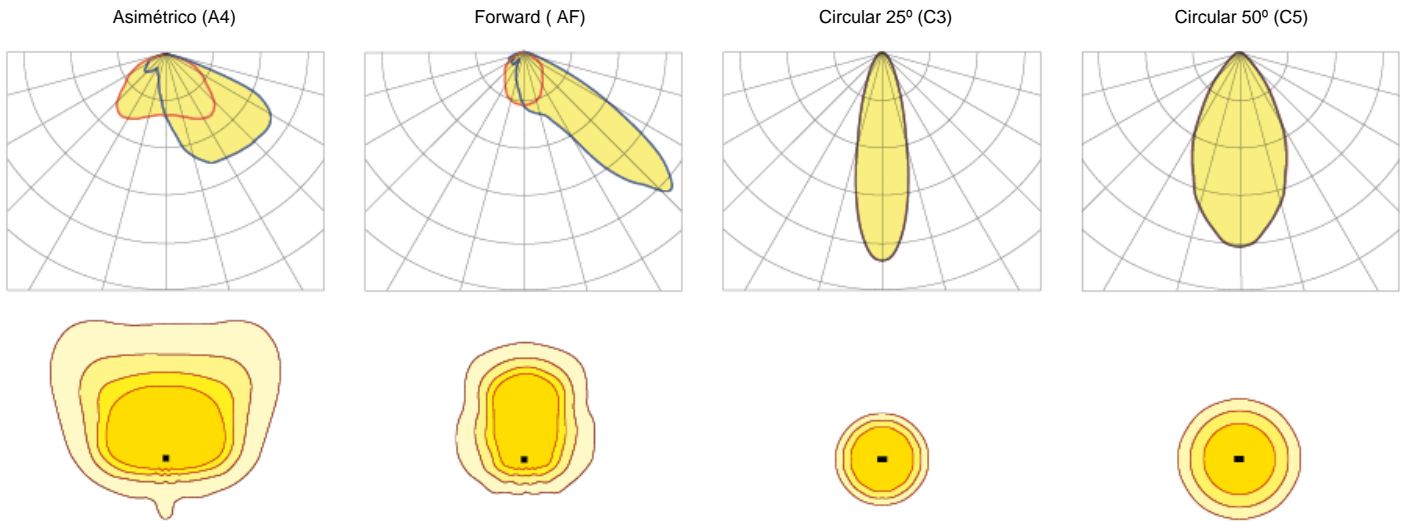 Asimétrico (A4)
Forward ( AF)
Circular 25º (C3)
Circular 50º (C5)